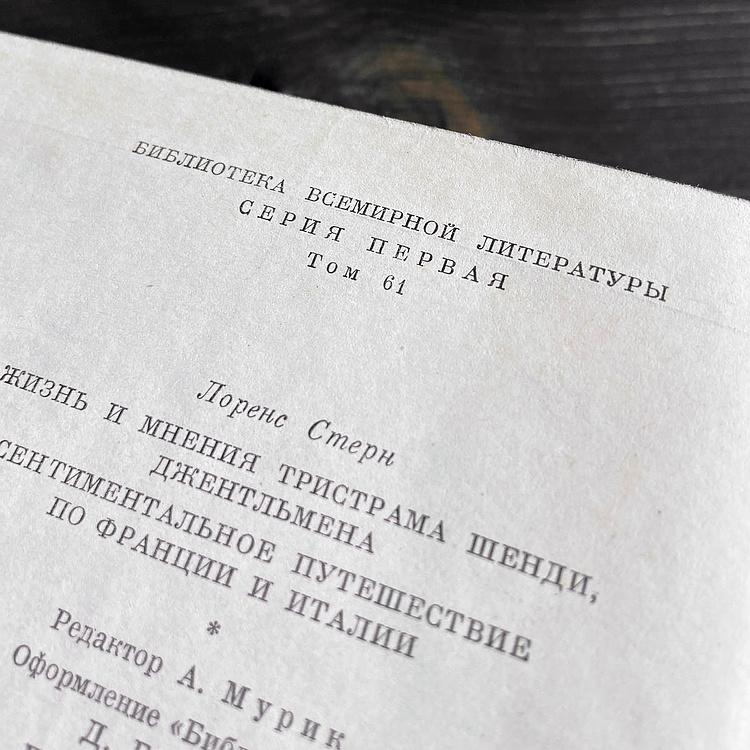 БИБЛИОТЕКА ВСЕМИРНОЙ ЛИТЕРАТУРЫ
СЕРИЯ ПЕРВАЯ
Том 61
Лоренс Стерн
ЖИЗНЬ И МНЕНИЯ ТРИСТРАМА ШЕНДИ,
ДЖЕНТЛЬМЕНА
СЕНТИМЕНТАЛЬНОЕ ПУТЕШЕСТВИЕ
ПО ФРАНЦИИ И ИТАЛИИ
*
Редактор А. Мурик
Оформление
Д.